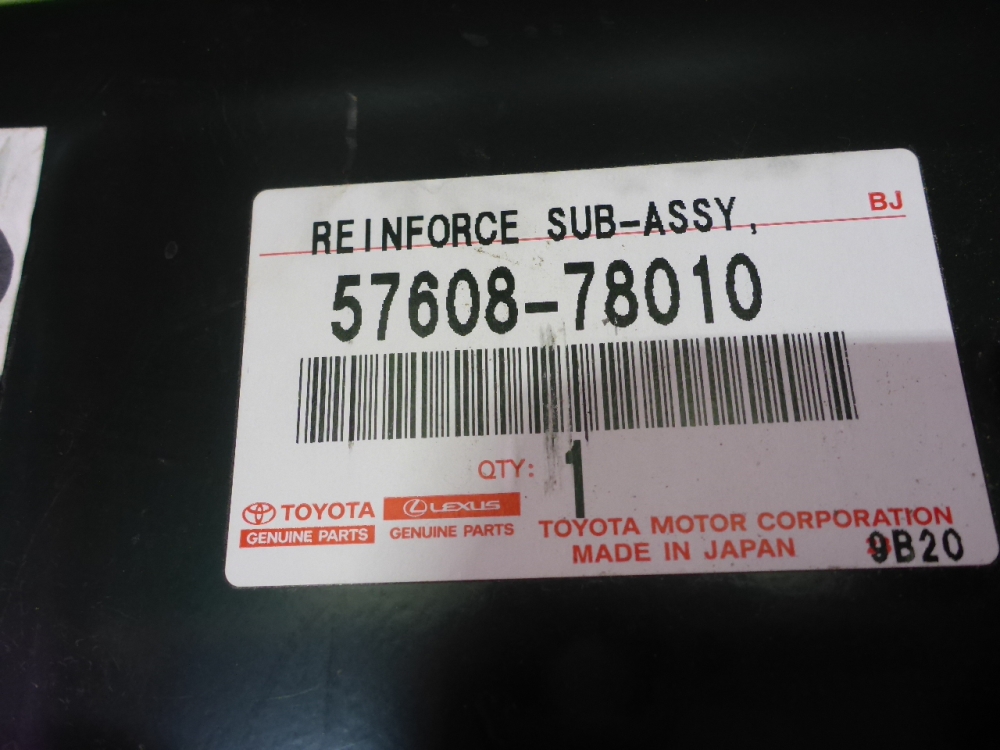 BJ
REINFORCE SUB-ASSY,
57608-78010
QTY: 1
TOYOTA LEXUS
GENUINE PARTS GENUINE PARTS
TOYOTA MOTOR CORPORATION
MADE IN JAPAN 9B20